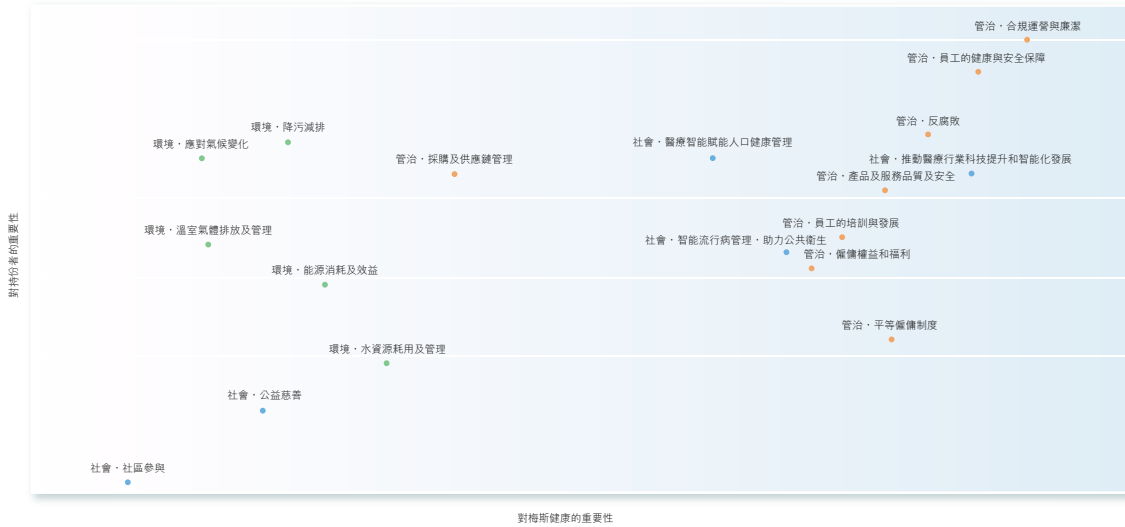 管治・合規運營與廉潔
管治・員工的健康與安全保障
管治・反腐敗
環境・降污減排
環境・應對氣候變化
社會・醫療智能賦能人口健康管理
管治・採購及供應鏈管理
社會・推動醫療行業科技提升和智能化發展
管治・產品及服務品質及安全
管治・員工的培訓與發展
環境・溫室氣體排放及管理
社會・智能流行病管理・助力公共衛生
管治・僱傭權益和福利
環境・能源消耗及效益
對持份者的重要性
管治・平等僱傭制度
環境・水資源耗用及管理
社會・公益慈善
社會・社區參與
對梅斯健康的重要性